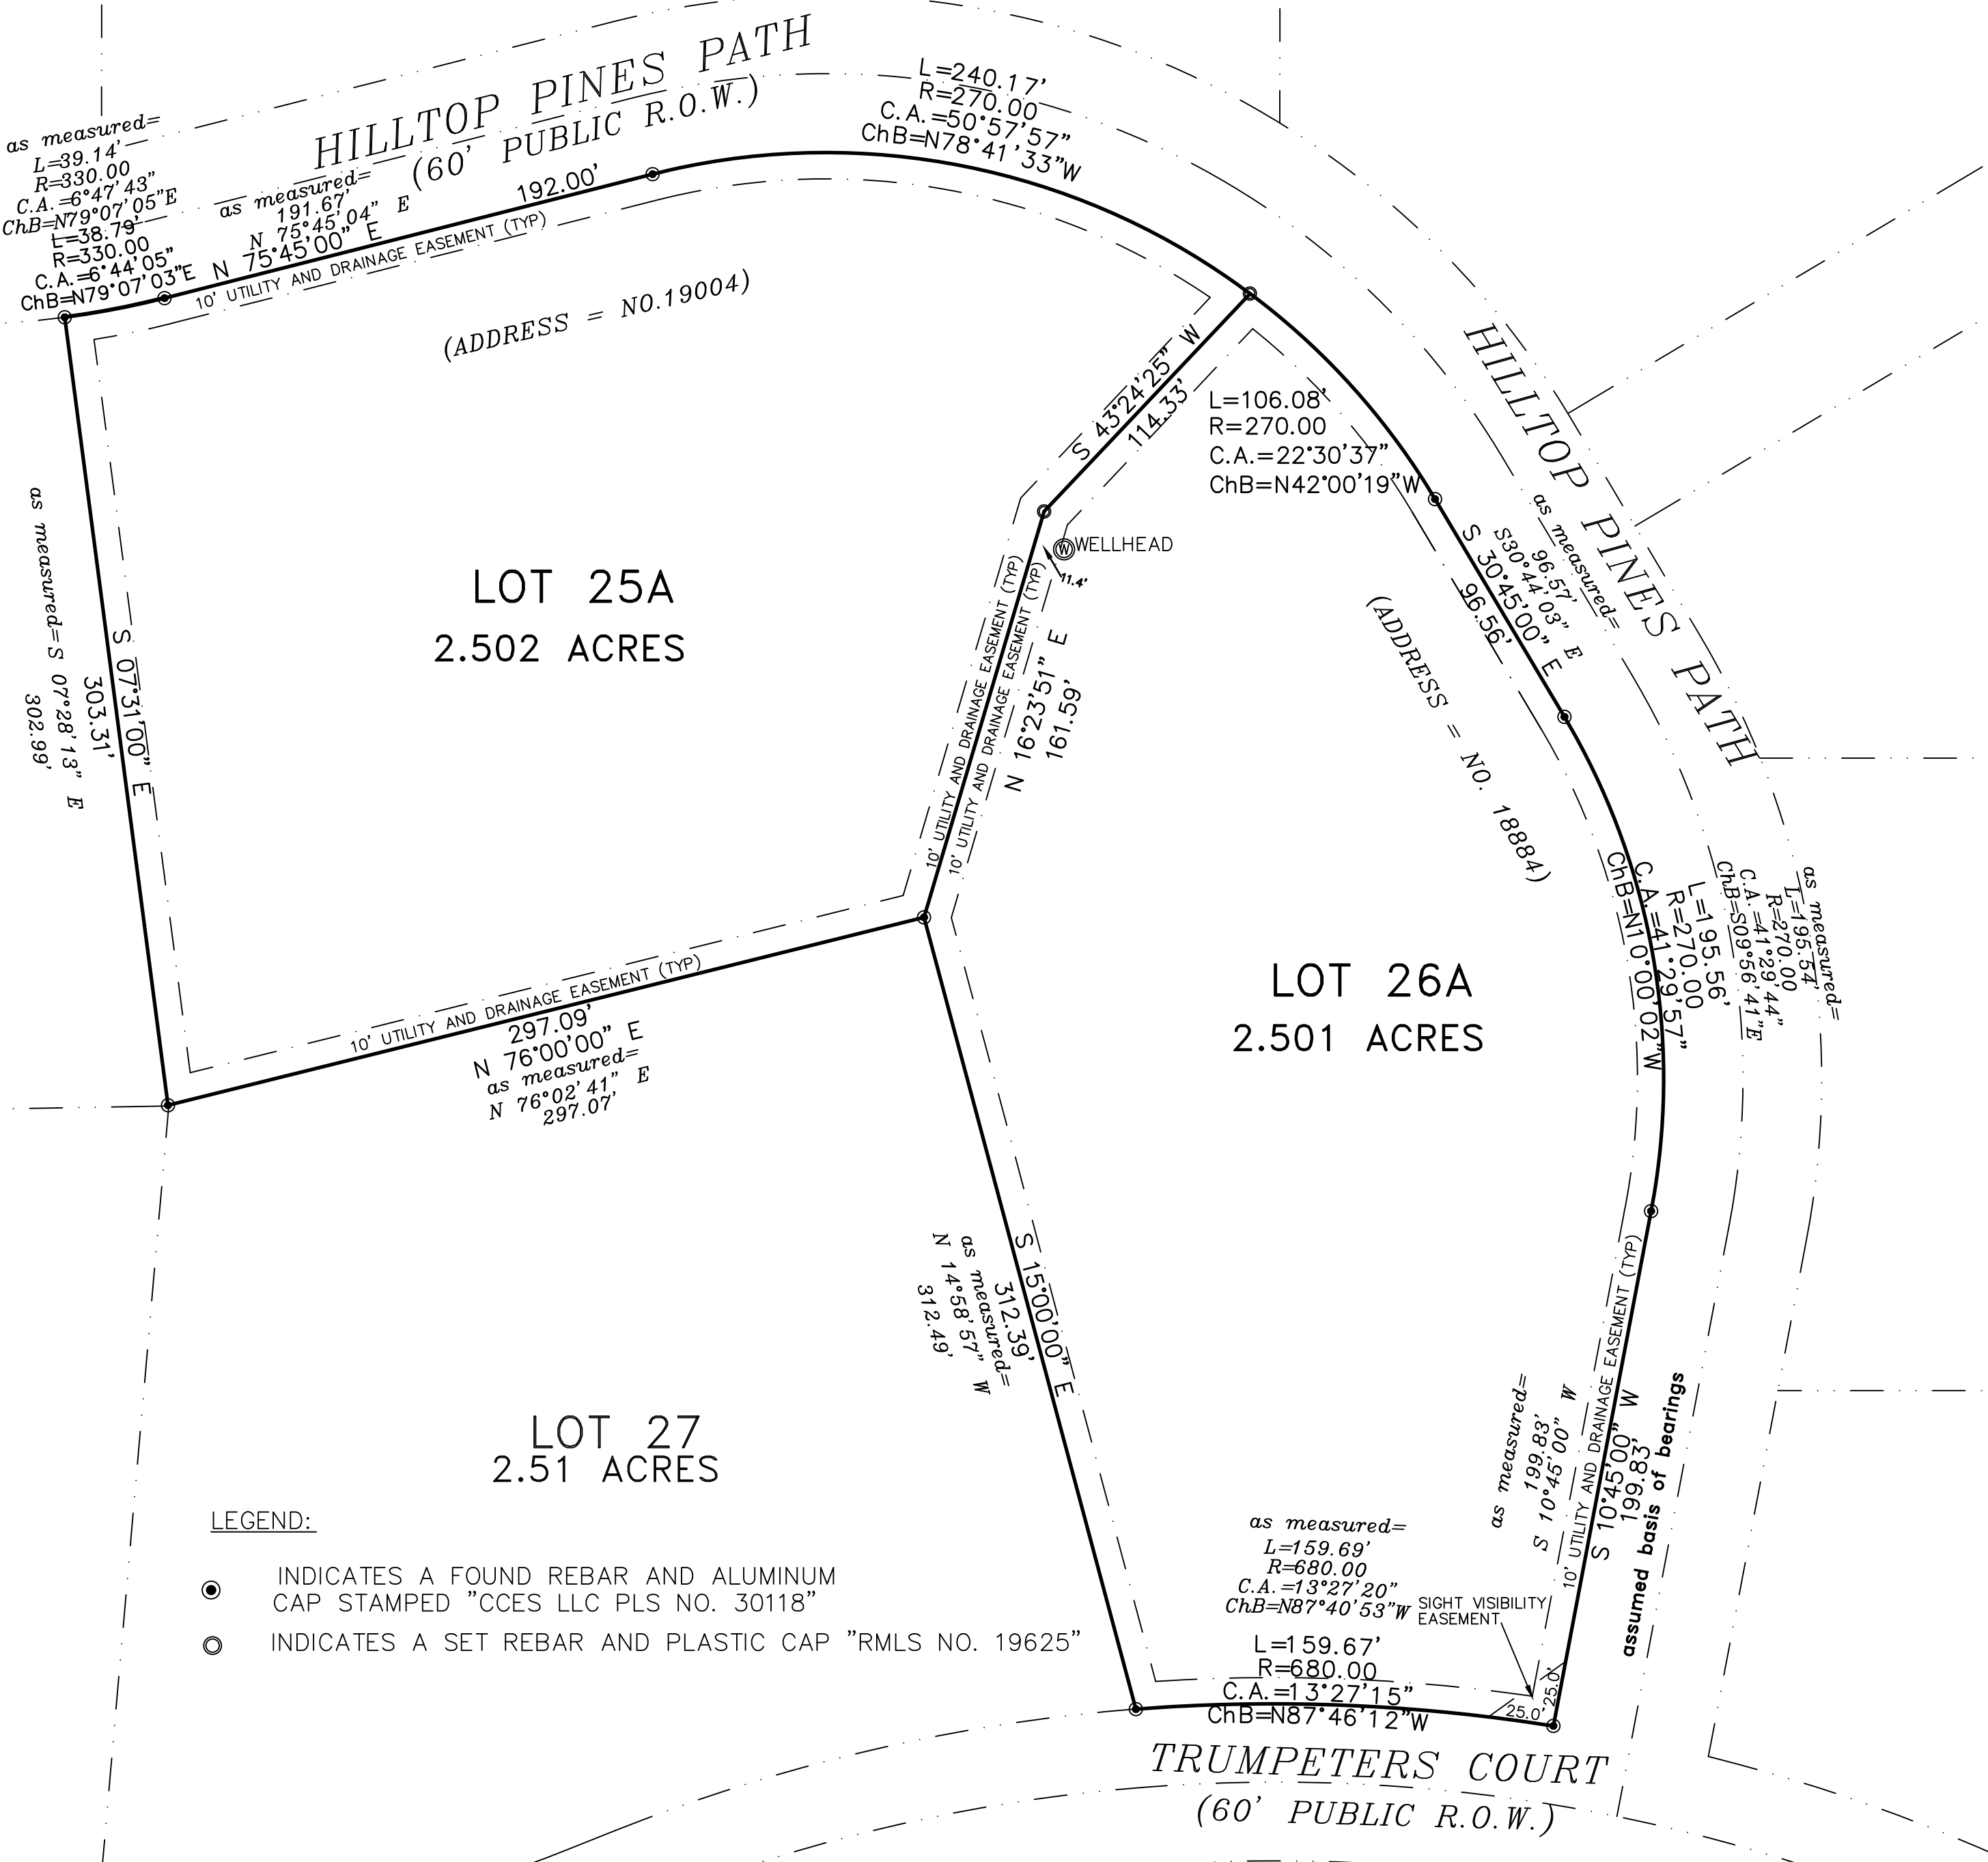 HILLTOP PINES PATH
(60' PUBLIC R.O.W.)
as measured=
L=39.14'
R=330.00
C.A.=6°47'43"
ChB=N79°07'05"E
L=38.79'
R=330.00
C.A.=6°44'05"
ChB=N79°07'03"E
as measured=
191.67'
N 75°45'04" E
N 75°45'00" E
192.00'
10' UTILITY AND DRAINAGE EASEMENT (TYP)
(ADDRESS = NO.19004)
L=240.17'
R=270.00
C.A.=50°57'57"
ChB=N78°41'33"W
S 43°24'25" W
114.33'
L=106.08'
R=270.00
C.A.=22°30'37"
ChB=N42°00'19"W
HILLTOP PINES PATH
as measured=
96.57'
S30°44'03" E
S 30°45'00" E
96.56'
(ADDRESS = NO. 18884)
W
WELLHEAD
11.4'
10' UTILITY AND DRAINAGE EASEMENT (TYP)
10' UTILITY AND DRAINAGE EASEMENT (TYP)
N 16°23'51" E
161.59'
LOT 25A
2.502 ACRES
S 07°31'00" E
303.31'
as measured=S 07°28'13" E
302.99'
10' UTILITY AND DRAINAGE EASEMENT (TYP)
297.09'
N 76°00'00" E
as measured=
N 76°02'41" E
297.07'
as measured=
L=195.54'
R=270.00
C.A.=41°29'44"
ChB=S09°56'41"E
L=195.56'
R=270.00
C.A.=41°29'57"
ChB=N10°00'02"W
LOT 26A
2.501 ACRES
S 15°00'00" E
312.39'
as measured=
N 14°58'57" W
312.49'
10' UTILITY AND DRAINAGE EASEMENT (TYP)
as measured=
199.83'
S 10°45'00" W
S 10°45'00" W
199.83'
assumed basis of bearings
LOT 27
2.51 ACRES
LEGEND:
INDICATES A FOUND REBAR AND ALUMINUM
CAP STAMPED "CCES LLC PLS NO. 30118"
INDICATES A SET REBAR AND PLASTIC CAP "RMLS NO. 19625"
as measured=
L=159.69'
R=680.00
C.A.=13°27'20"
ChB=N87°40'53"W
SIGHT VISIBILITY
EASEMENT
L=159.67'
R=680.00
C.A.=13°27'15"
ChB=N87°46'12"W
25.0'
25.0'
TRUMPETERS COURT
(60' PUBLIC R.O.W.)